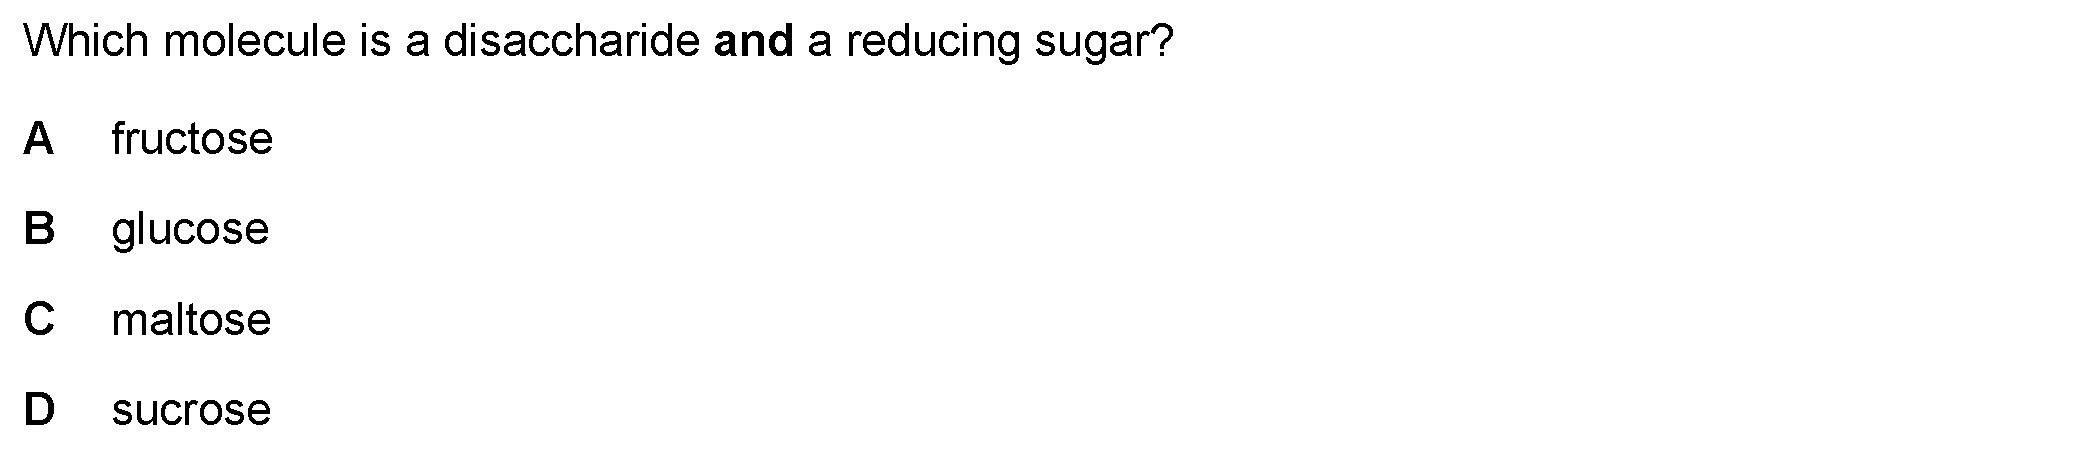 Which molecule is a disaccharide and a reducing sugar?
A fructose
B glucose
C maltose
D sucrose